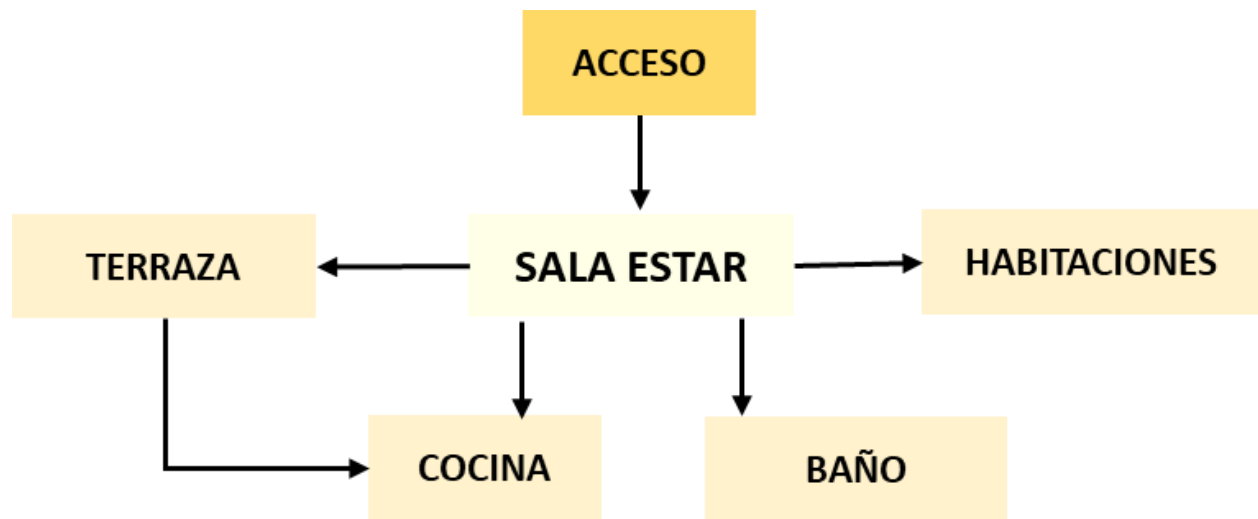 ACCESO
TERRAZA
SALA ESTAR
HABITACIONES
COCINA
BAÑO